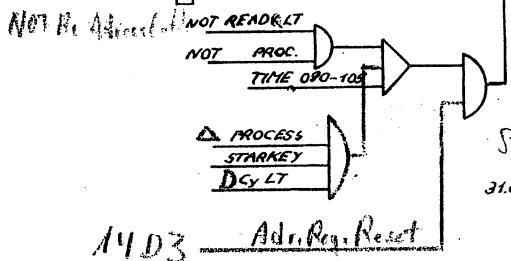 NOT READ LT
NOT PROC.
TIME 090-105
Δ PROCESS
STARKEY
DCy LT
14D3 Adr. Reg. Reset